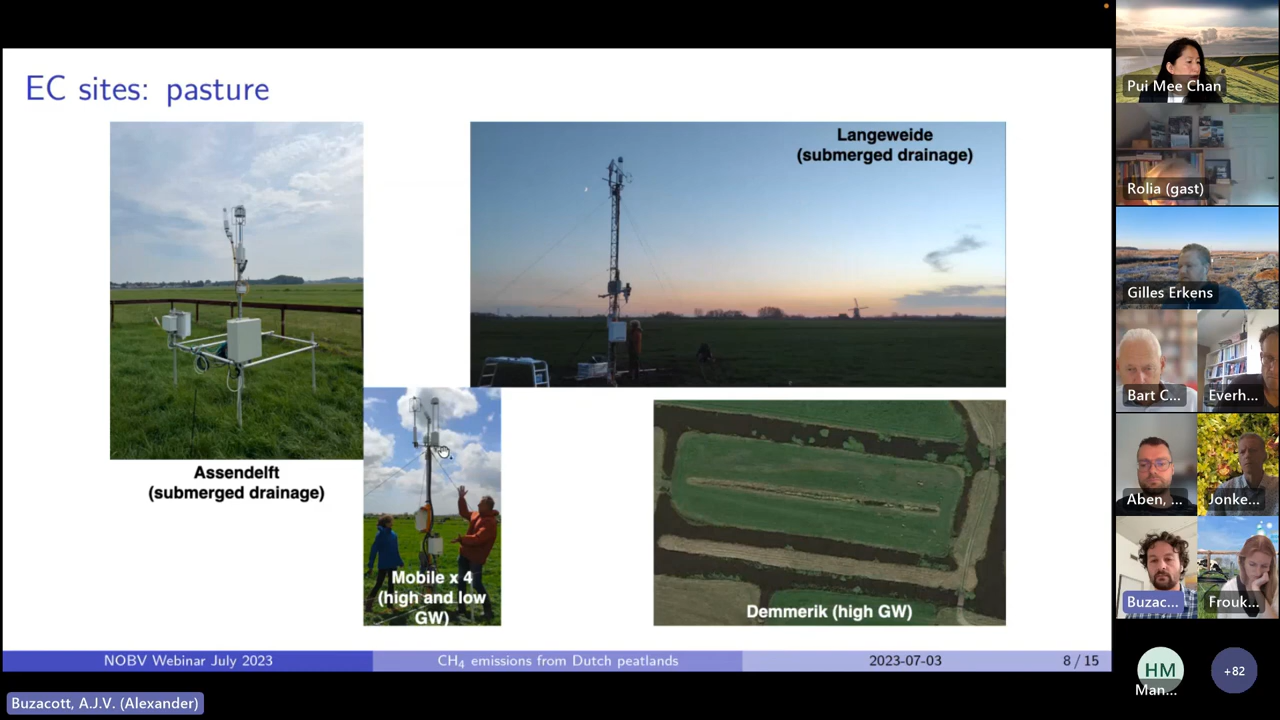 EC sites: pasture
Langeweide
(submerged drainage)
Assendelft
(submerged drainage)
Mobile x 4
(high and low
GW)
Demmerik (high GW)
NOBV Webinar July 2023
CH₄ emissions from Dutch peatlands
2023-07-03
8 / 15
Buzacott, A.J.V. (Alexander)
Pui Mee Chan
Rolia (gast)
Gilles Erkens
Bart C...
Everh...
Aben, ...
Jonke...
Buzac...
Frouk...
HM
Man...
+82